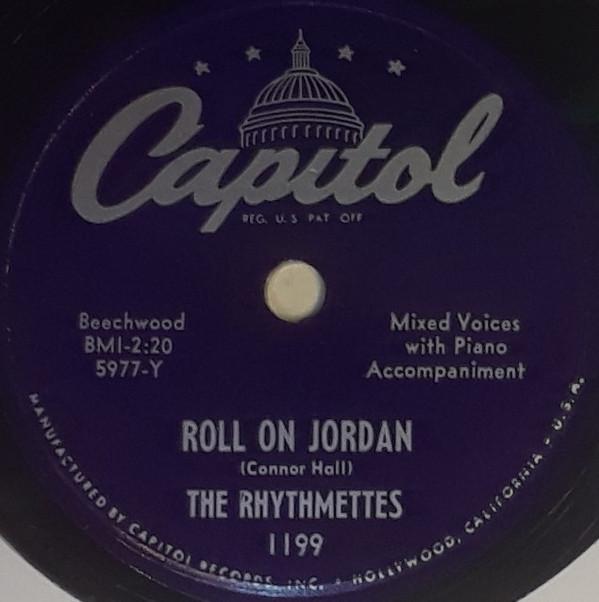 Capitol
REG. U.S. PAT. OFF.
Beechwood
BMI-2:20
5977-Y
Mixed Voices
with Piano
Accompaniment
ROLL ON JORDAN
(Connor Hall)
THE RHYTHMETTES
1199
MANUFACTURED BY CAPITOL RECORDS, INC. • HOLLYWOOD, CALIFORNIA • U.S.A.